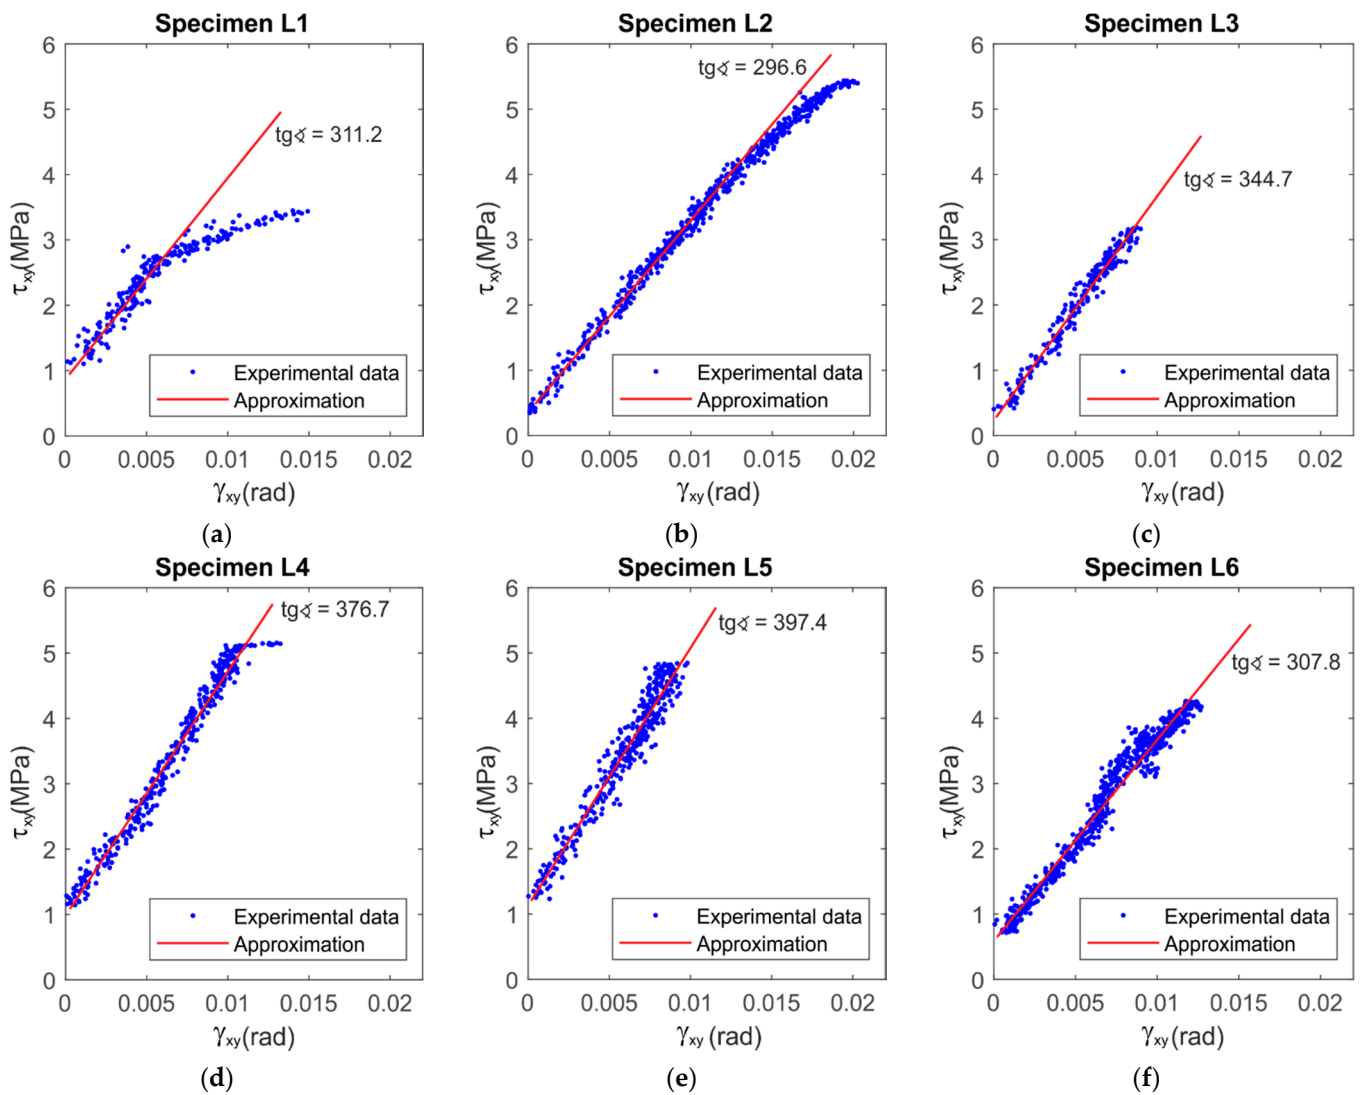 Specimen L1
6
5
4
3
2
1
0
τxy(MPa)
tg∢ = 311.2
Experimental data
Approximation
0 0.005 0.01 0.015 0.02
γxy(rad)
(a)
Specimen L2
6
5
4
3
2
1
0
τxy(MPa)
tg∢ = 296.6
Experimental data
Approximation
0 0.005 0.01 0.015 0.02
γxy(rad)
(b)
Specimen L3
6
5
4
3
2
1
0
τxy(MPa)
tg∢ = 344.7
Experimental data
Approximation
0 0.005 0.01 0.015 0.02
γxy(rad)
(c)
Specimen L4
6
5
4
3
2
1
0
τxy(MPa)
tg∢ = 376.7
Experimental data
Approximation
0 0.005 0.01 0.015 0.02
γxy(rad)
(d)
Specimen L5
6
5
4
3
2
1
0
τxy(MPa)
tg∢ = 397.4
Experimental data
Approximation
0 0.005 0.01 0.015 0.02
γxy(rad)
(e)
Specimen L6
6
5
4
3
2
1
0
τxy(MPa)
tg∢ = 307.8
Experimental data
Approximation
0 0.005 0.01 0.015 0.02
γxy(rad)
(f)